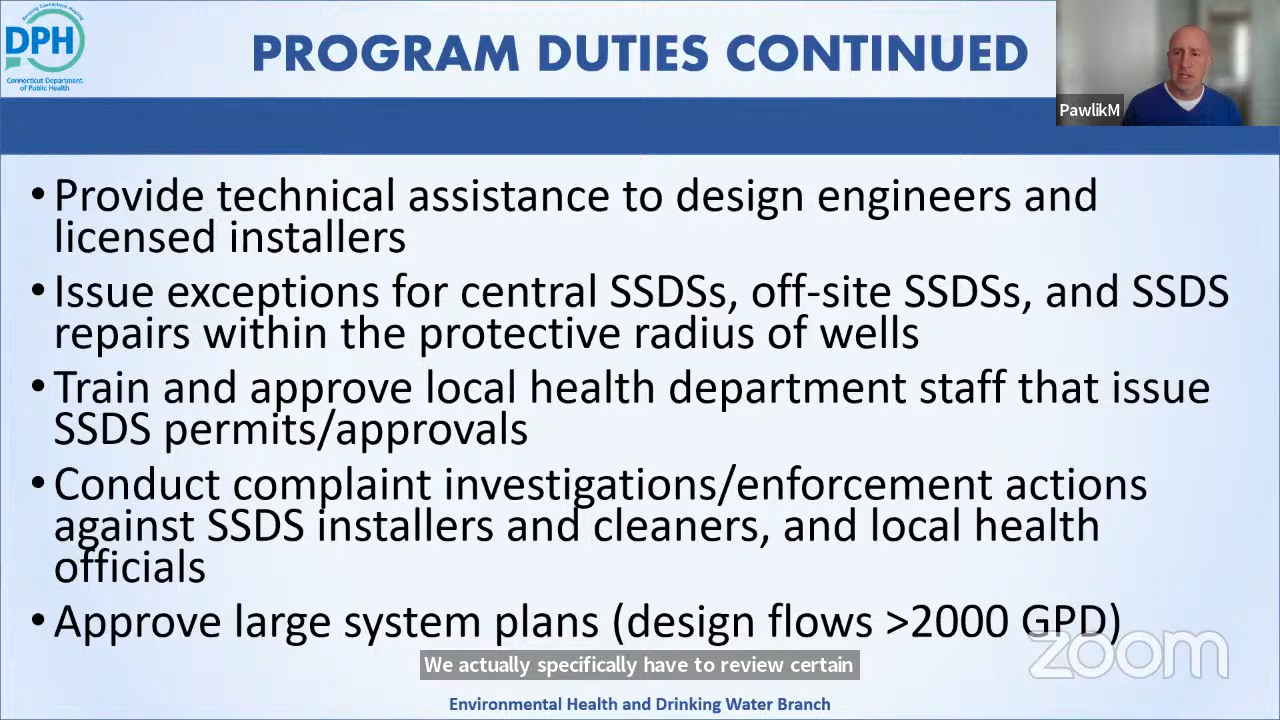 Keeping Connecticut Healthy
DPH
Connecticut Department
of Public Health
PROGRAM DUTIES CONTINUED
PawlikM
• Provide technical assistance to design engineers and
licensed installers
• Issue exceptions for central SSDSs, off-site SSDSs, and SSDS
repairs within the protective radius of wells
• Train and approve local health department staff that issue
SSDS permits/approvals
• Conduct complaint investigations/enforcement actions
against SSDS installers and cleaners, and local health
officials
• Approve large system plans (design flows >2000 GPD)
zoom
We actually specifically have to review certain
Environmental Health and Drinking Water Branch